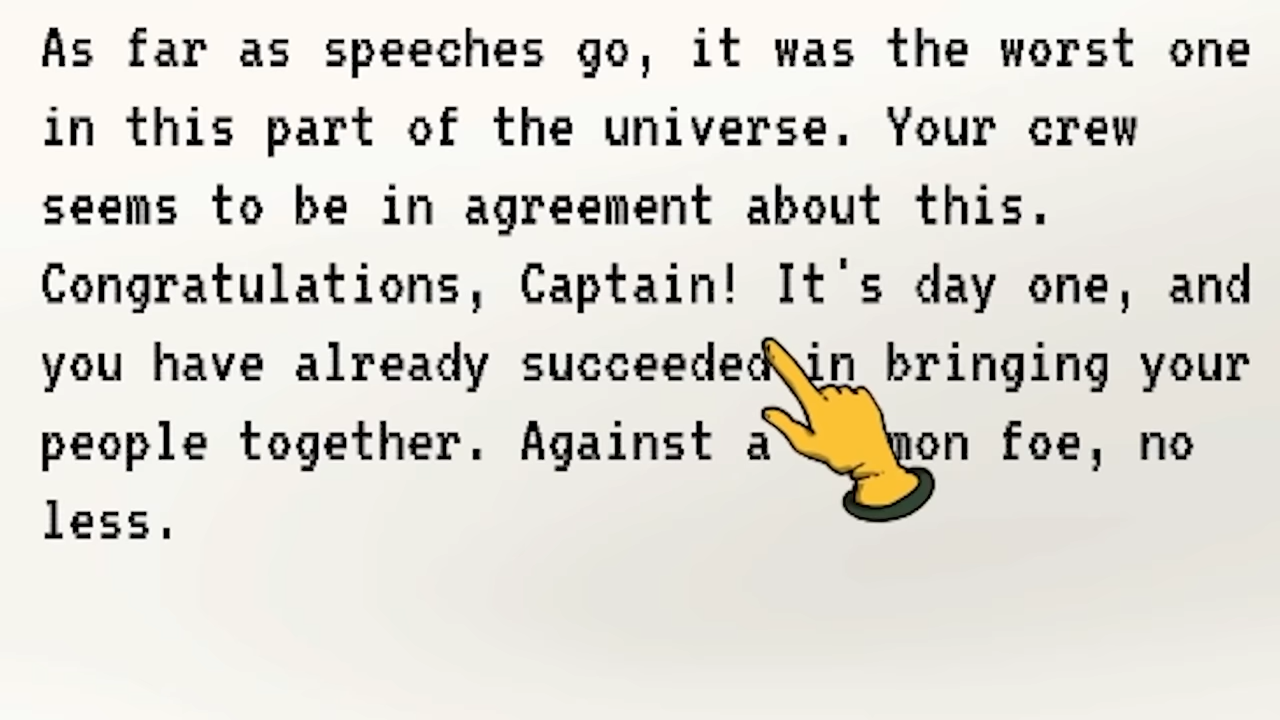 As far as speeches go, it was the worst one
in this part of the universe. Your crew
seems to be in agreement about this.
Congratulations, Captain! It's day one, and
you have already succeeded in bringing your
people together. Against a foe, no
less.